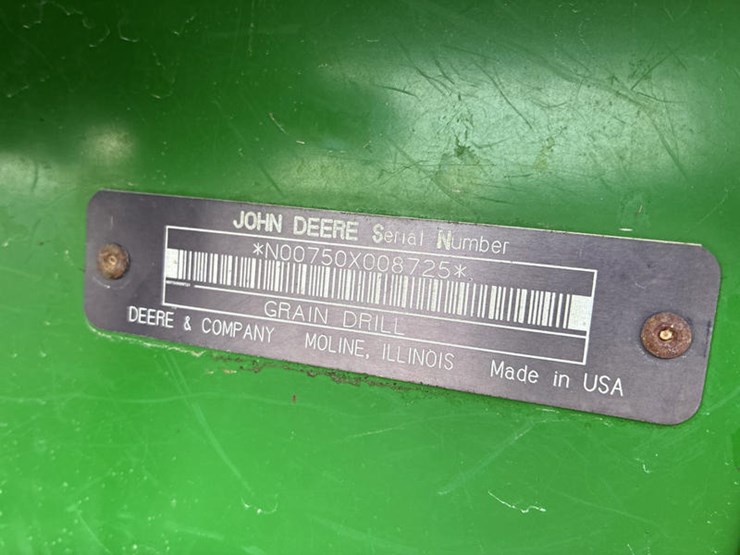 JOHN DEERE Serial Number
*N00750X008725*
GRAIN DRILL
DEERE & COMPANY MOLINE, ILLINOIS Made in USA